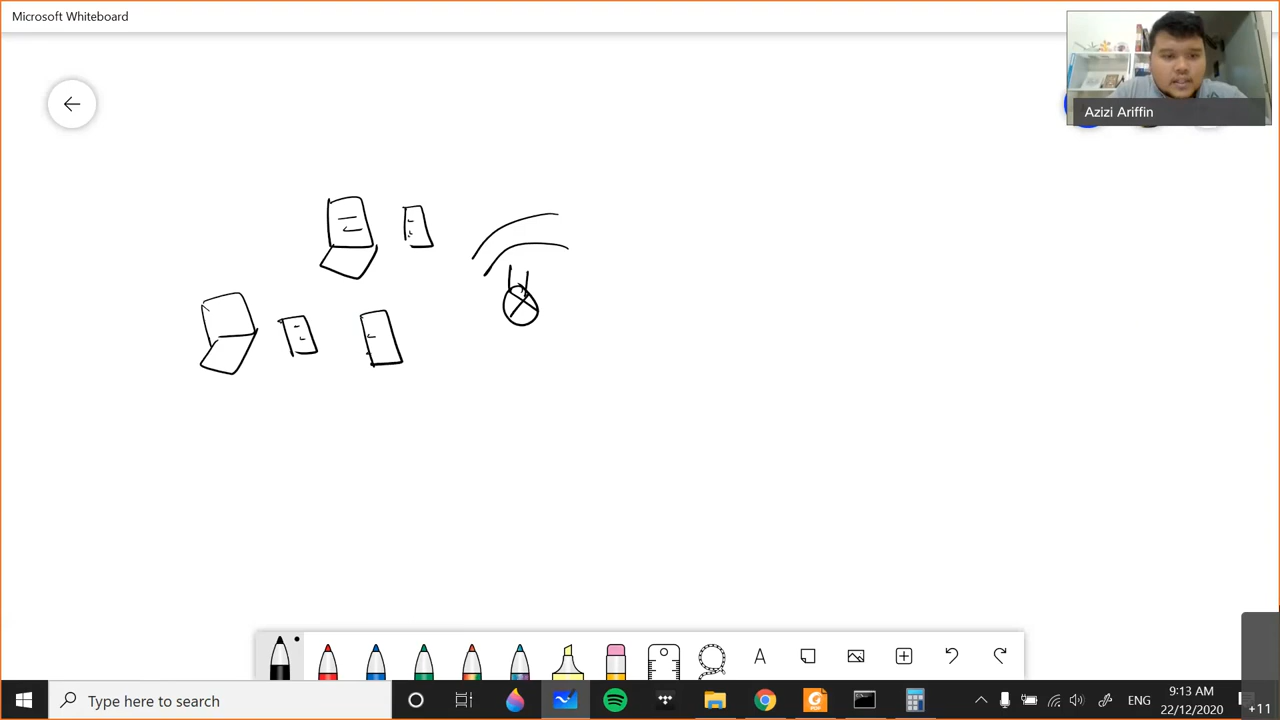 Microsoft Whiteboard
Azizi Ariffin
A
Type here to search
ENG
9:13 AM
22/12/2020
+11